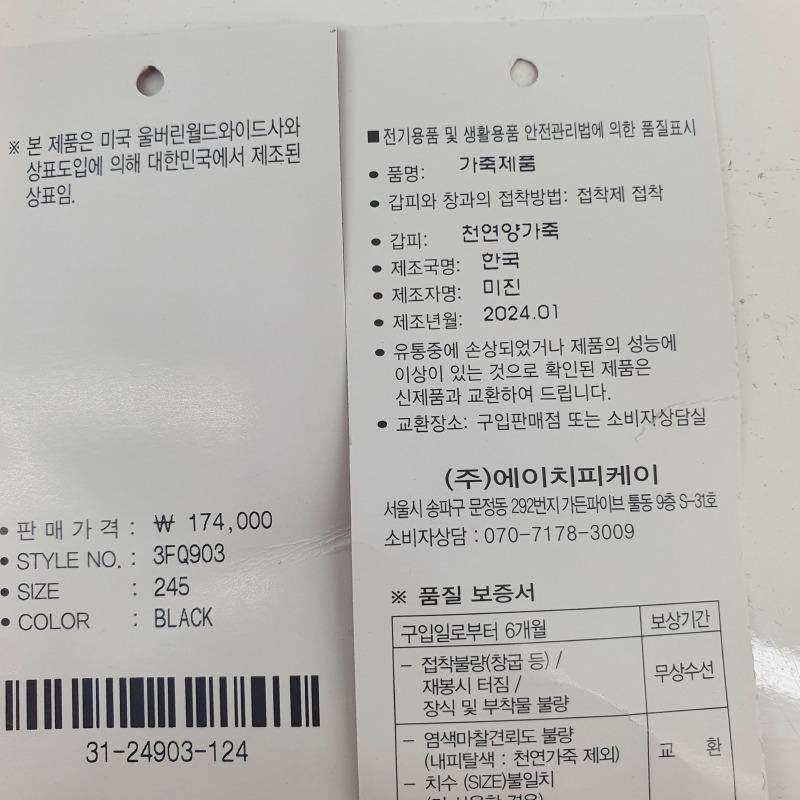 ※ 본 제품은 미국 울버린월드와이드사와
상표도입에 의해 대한민국에서 제조된
상표임.
• 판매가격 : ₩ 174,000
• STYLE NO. : 3FQ903
• SIZE : 245
• COLOR : BLACK
31-24903-124
■ 전기용품 및 생활용품 안전관리법에 의한 품질표시
• 품명: 가죽제품
• 갑피와 창과의 접착방법: 접착제 접착
• 갑피: 천연양가죽
• 제조국명: 한국
• 제조자명: 미진
• 제조년월: 2024.01
• 유통중에 손상되었거나 제품의 성능에
이상이 있는 것으로 확인된 제품은
신제품과 교환하여 드립니다.
• 교환장소: 구입판매점 또는 소비자상담실
(주)에이치피케이
서울시 송파구 문정동 292번지 가든파이브 툴동 9층 S-31호
소비자상담 : 070-7178-3009
※ 품질 보증서
구입일로부터 6개월 보상기간
– 접착불량(창굽 등) /
재봉시 터짐 /
장식 및 부착물 불량
무상수선
– 염색마찰견뢰도 불량
(내피탈색 : 천연가죽 제외)
교 환
– 치수 (SIZE)불일치